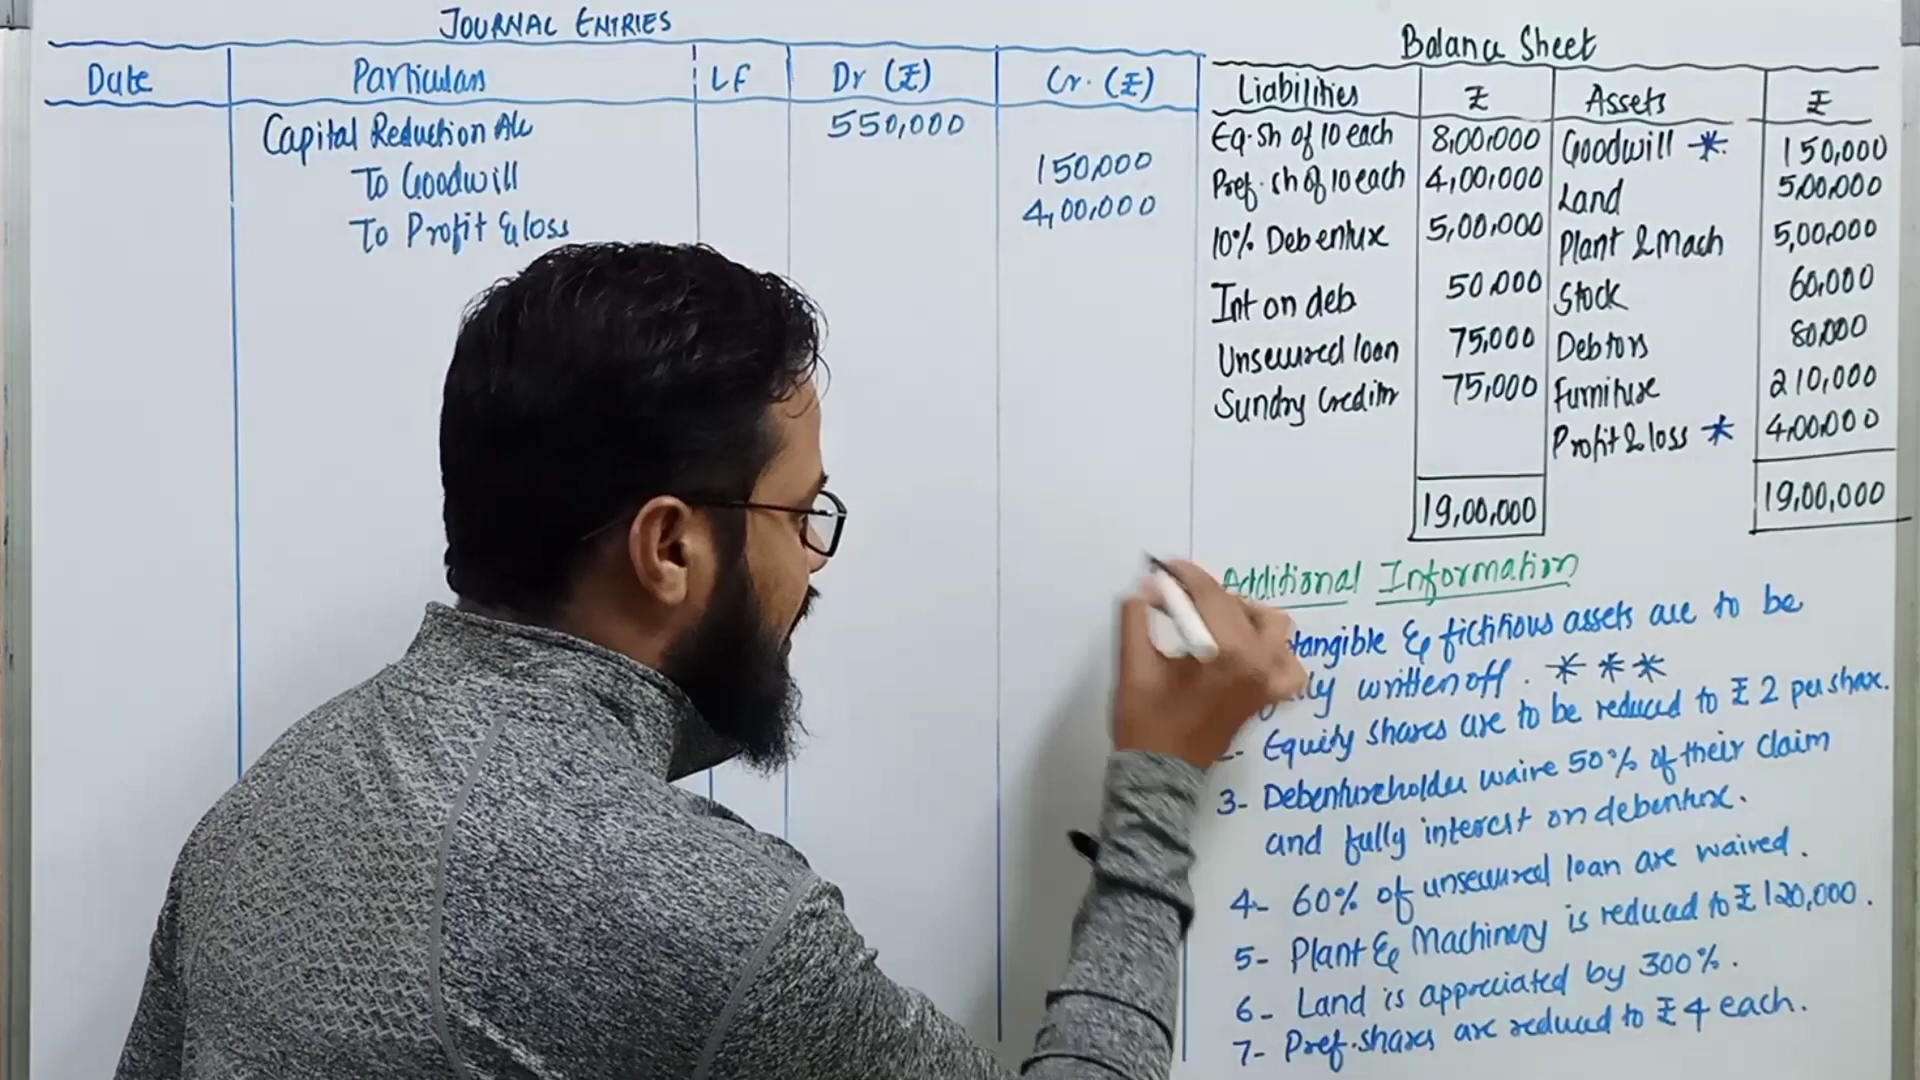 JOURNAL ENTRIES
Date Particulars LF Dr (₹) Cr. (₹)
Capital Reduction A/c 550,000
To Goodwill 150,000
To Profit & loss 4,00,000
Balance Sheet
Liabilities ₹ Assets ₹
Eq. sh of 10 each 8,00,000 Goodwill * 150,000
Pref. sh of 10 each 4,00,000 Land 5,00,000
10% Debenture 5,00,000 Plant & Mach 5,00,000
Int on deb 50,000 Stock 60,000
Unsecured loan 75,000 Debtors 80,000
Sundry Creditor 75,000 Furniture 210,000
Profit & loss * 4,00,000
19,00,000 19,00,000
Additional Information
tangible & fictitious assets are to be
written off. * * *
Equity shares are to be reduced to ₹ 2 per share.
3- Debentureholder waive 50% of their claim
and fully interest on debenture.
4- 60% of unsecured loan are waived.
5- Plant & Machinery is reduced to ₹ 120,000.
6- Land is appreciated by 300%.
7- Pref. shares are reduced to ₹ 4 each.